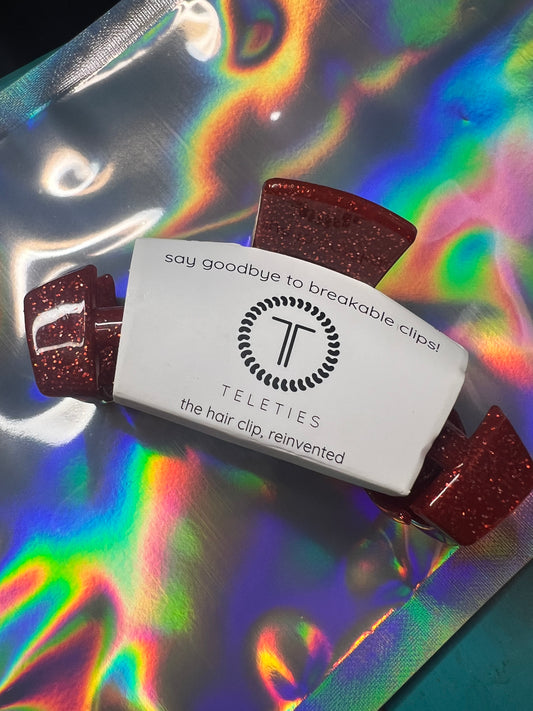 say goodbye to breakable clips!
T
TELETIES
the hair clip, reinvented